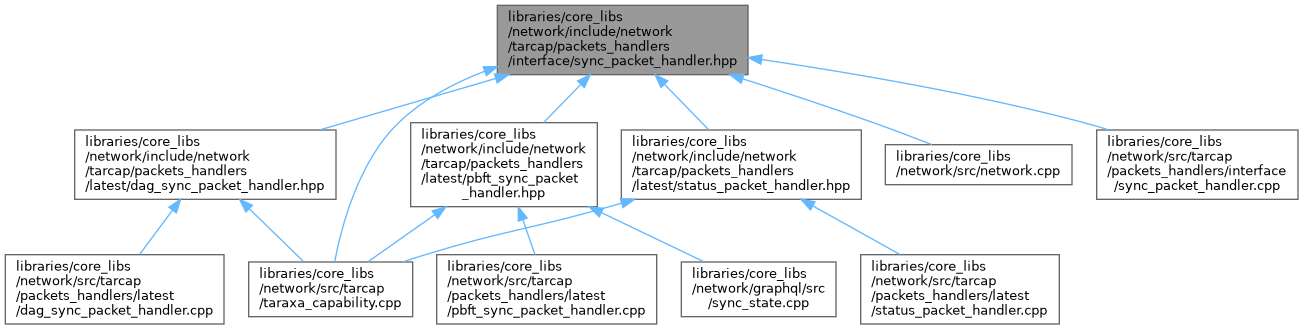 libraries/core_libs
/network/include/network
/tarcap/packets_handlers
/interface/sync_packet_handler.hpp
libraries/core_libs
/network/include/network
/tarcap/packets_handlers
/latest/dag_sync_packet_handler.hpp
libraries/core_libs
/network/include/network
/tarcap/packets_handlers
/latest/pbft_sync_packet
_handler.hpp
libraries/core_libs
/network/include/network
/tarcap/packets_handlers
/latest/status_packet_handler.hpp
libraries/core_libs
/network/src/network.cpp
libraries/core_libs
/network/src/tarcap
/packets_handlers/interface
/sync_packet_handler.cpp
libraries/core_libs
/network/src/tarcap
/packets_handlers/latest
/dag_sync_packet_handler.cpp
libraries/core_libs
/network/src/tarcap
/taraxa_capability.cpp
libraries/core_libs
/network/src/tarcap
/packets_handlers/latest
/pbft_sync_packet_handler.cpp
libraries/core_libs
/network/graphql/src
/sync_state.cpp
libraries/core_libs
/network/src/tarcap
/packets_handlers/latest
/status_packet_handler.cpp